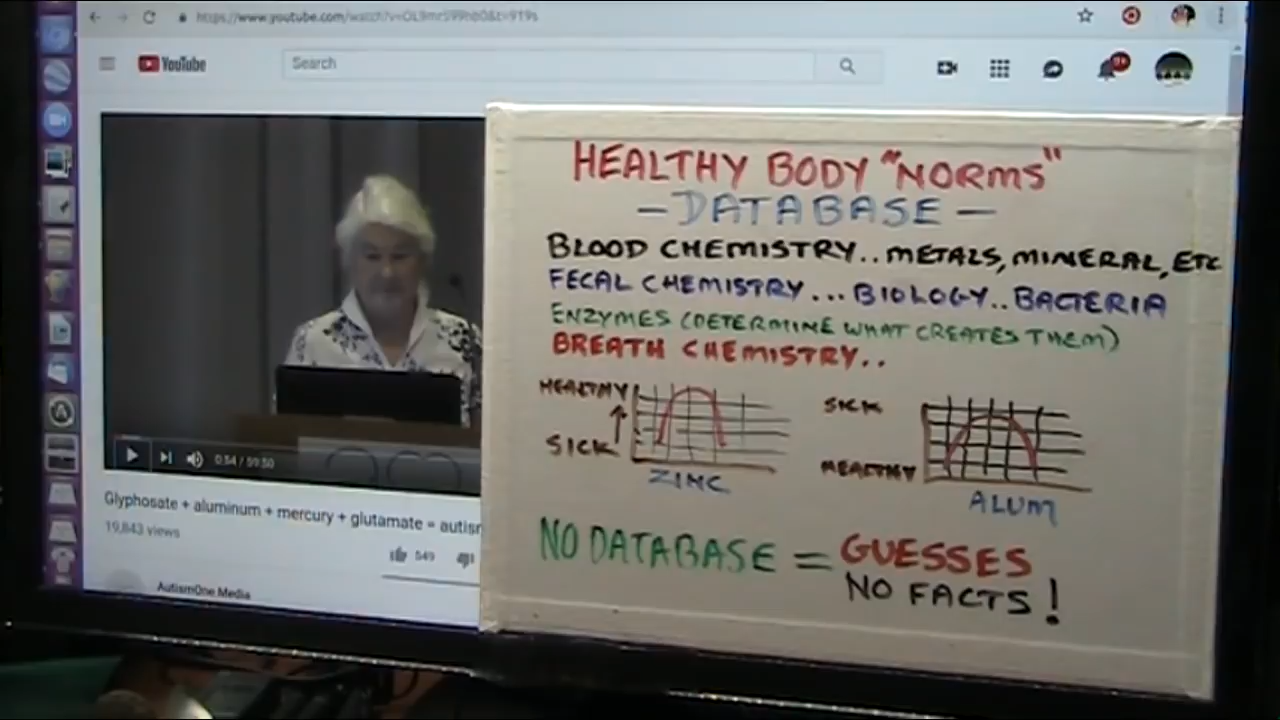 YouTube
Search
9+
HEALTHY BODY "NORMS"
- DATABASE -
BLOOD CHEMISTRY.. METALS, MINERAL, ETC
FECAL CHEMISTRY... BIOLOGY.. BACTERIA
ENZYMES (DETERMINE WHAT CREATES THEM)
BREATH CHEMISTRY..
HEALTHY
SICK
ZINC
SICK
HEALTHY
ALUM
NO DATABASE = GUESSES
NO FACTS!
0:54 / 59:50
Glyphosate + aluminum + mercury + glutamate = autis
19,843 views
549
AutismOne Media